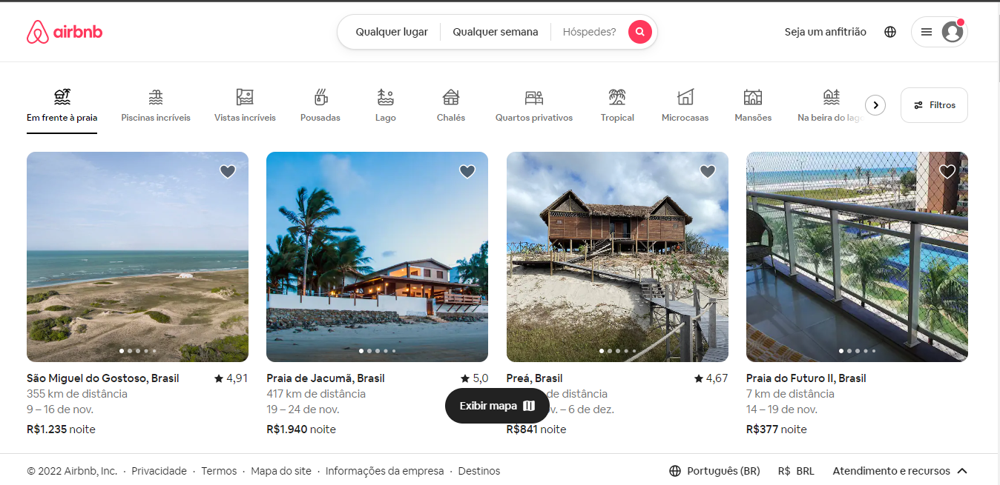 airbnb
Qualquer lugar
Qualquer semana
Hóspedes?
Seja um anfitrião
Em frente à praia
Piscinas incríveis
Vistas incríveis
Pousadas
Lago
Chalés
Quartos privativos
Tropical
Microcasas
Mansões
Na beira do lago
Filtros
São Miguel do Gostoso, Brasil
4,91
355 km de distância
9 – 16 de nov.
R$1.235 noite
Praia de Jacumã, Brasil
5,0
417 km de distância
19 – 24 de nov.
R$1.940 noite
Preá, Brasil
4,67
de distância
– 6 de dez.
R$841 noite
Praia do Futuro II, Brasil
7 km de distância
14 – 19 de nov.
R$377 noite
Exibir mapa
© 2022 Airbnb, Inc. · Privacidade · Termos · Mapa do site · Informações da empresa · Destinos
Português (BR)
R$ BRL
Atendimento e recursos